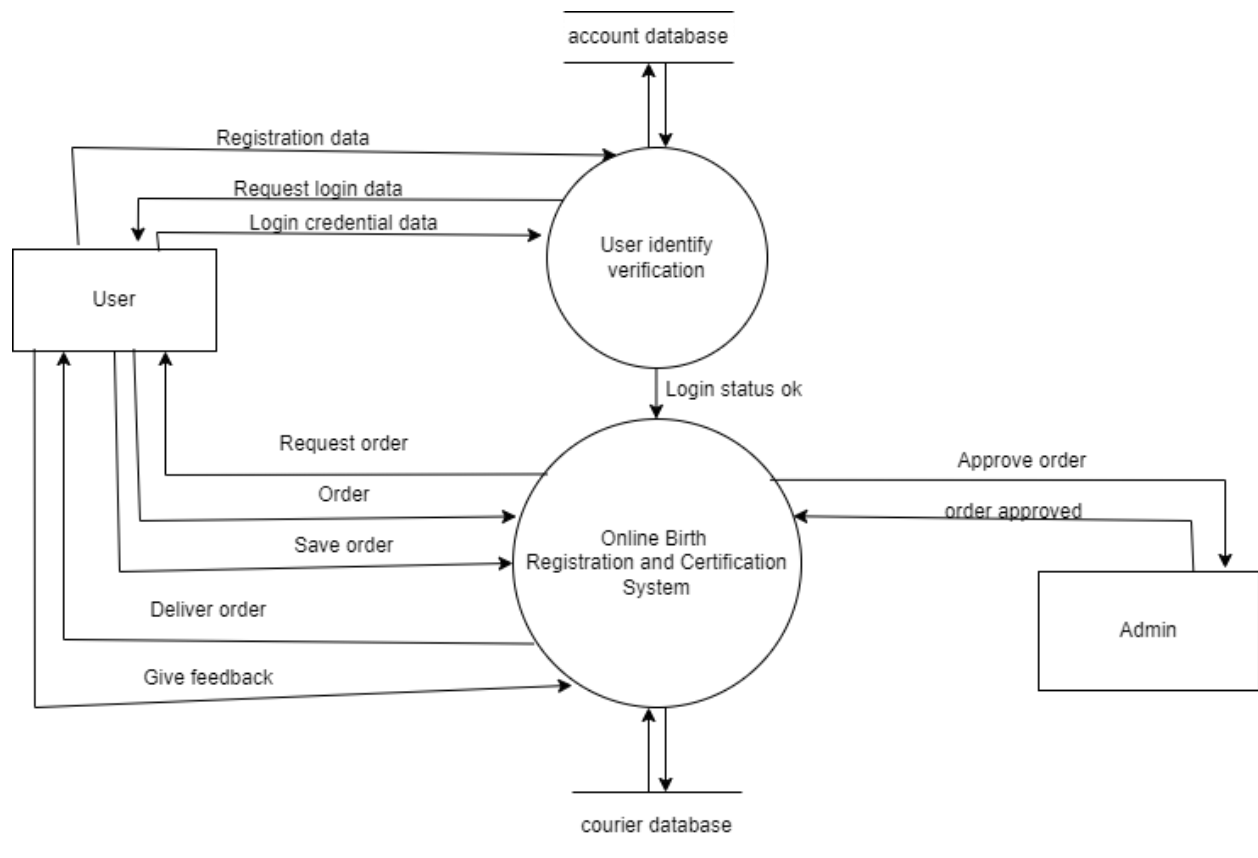 account database
Registration data
Request login data
Login credential data
User identify
verification
User
Login status ok
Request order
Approve order
Order
order approved
Save order
Online Birth
Registration and Certification
System
Deliver order
Admin
Give feedback
courier database